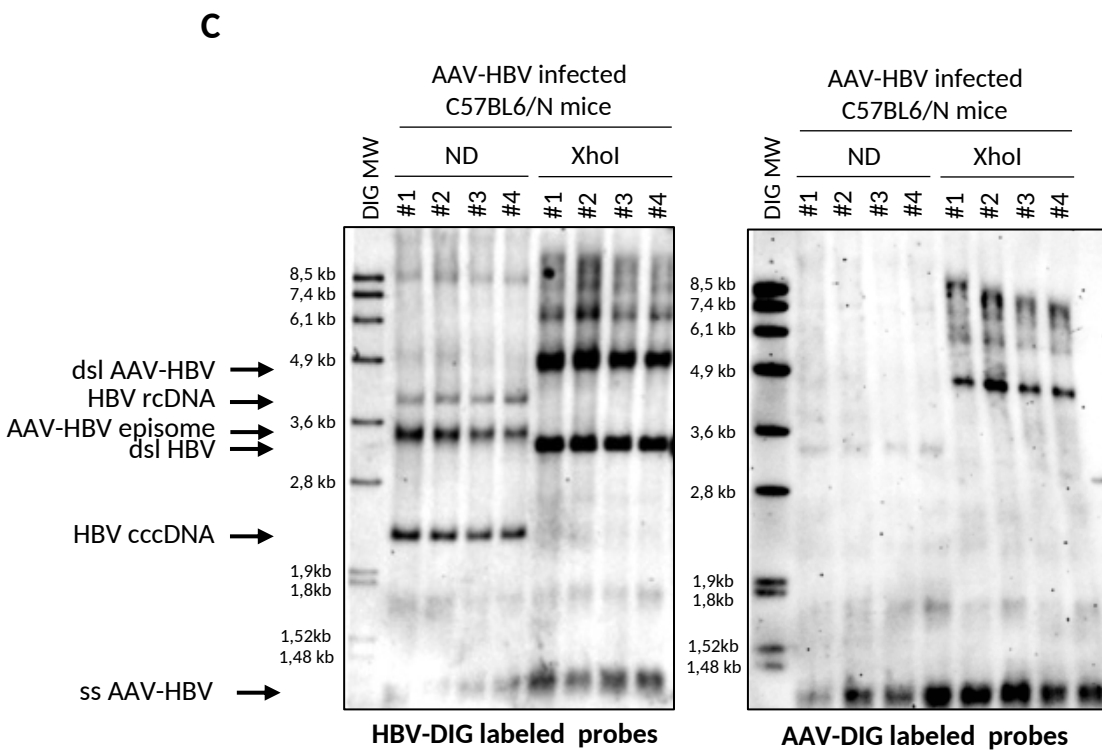 C
AAV-HBV infected
C57BL6/N mice
ND
XhoI
DIG MW
#1
#2
#3
#4
#1
#2
#3
#4
8,5 kb
7,4 kb
6,1 kb
4,9 kb
3,6 kb
2,8 kb
1,9kb
1,8kb
1,52kb
1,48 kb
dsl AAV-HBV
HBV rcDNA
AAV-HBV episome
dsl HBV
HBV cccDNA
ss AAV-HBV
HBV-DIG labeled probes
AAV-HBV infected
C57BL6/N mice
ND
XhoI
DIG MW
#1
#2
#3
#4
#1
#2
#3
#4
8,5 kb
7,4 kb
6,1 kb
4,9 kb
3,6 kb
2,8 kb
1,9kb
1,8kb
1,52kb
1,48 kb
AAV-DIG labeled probes